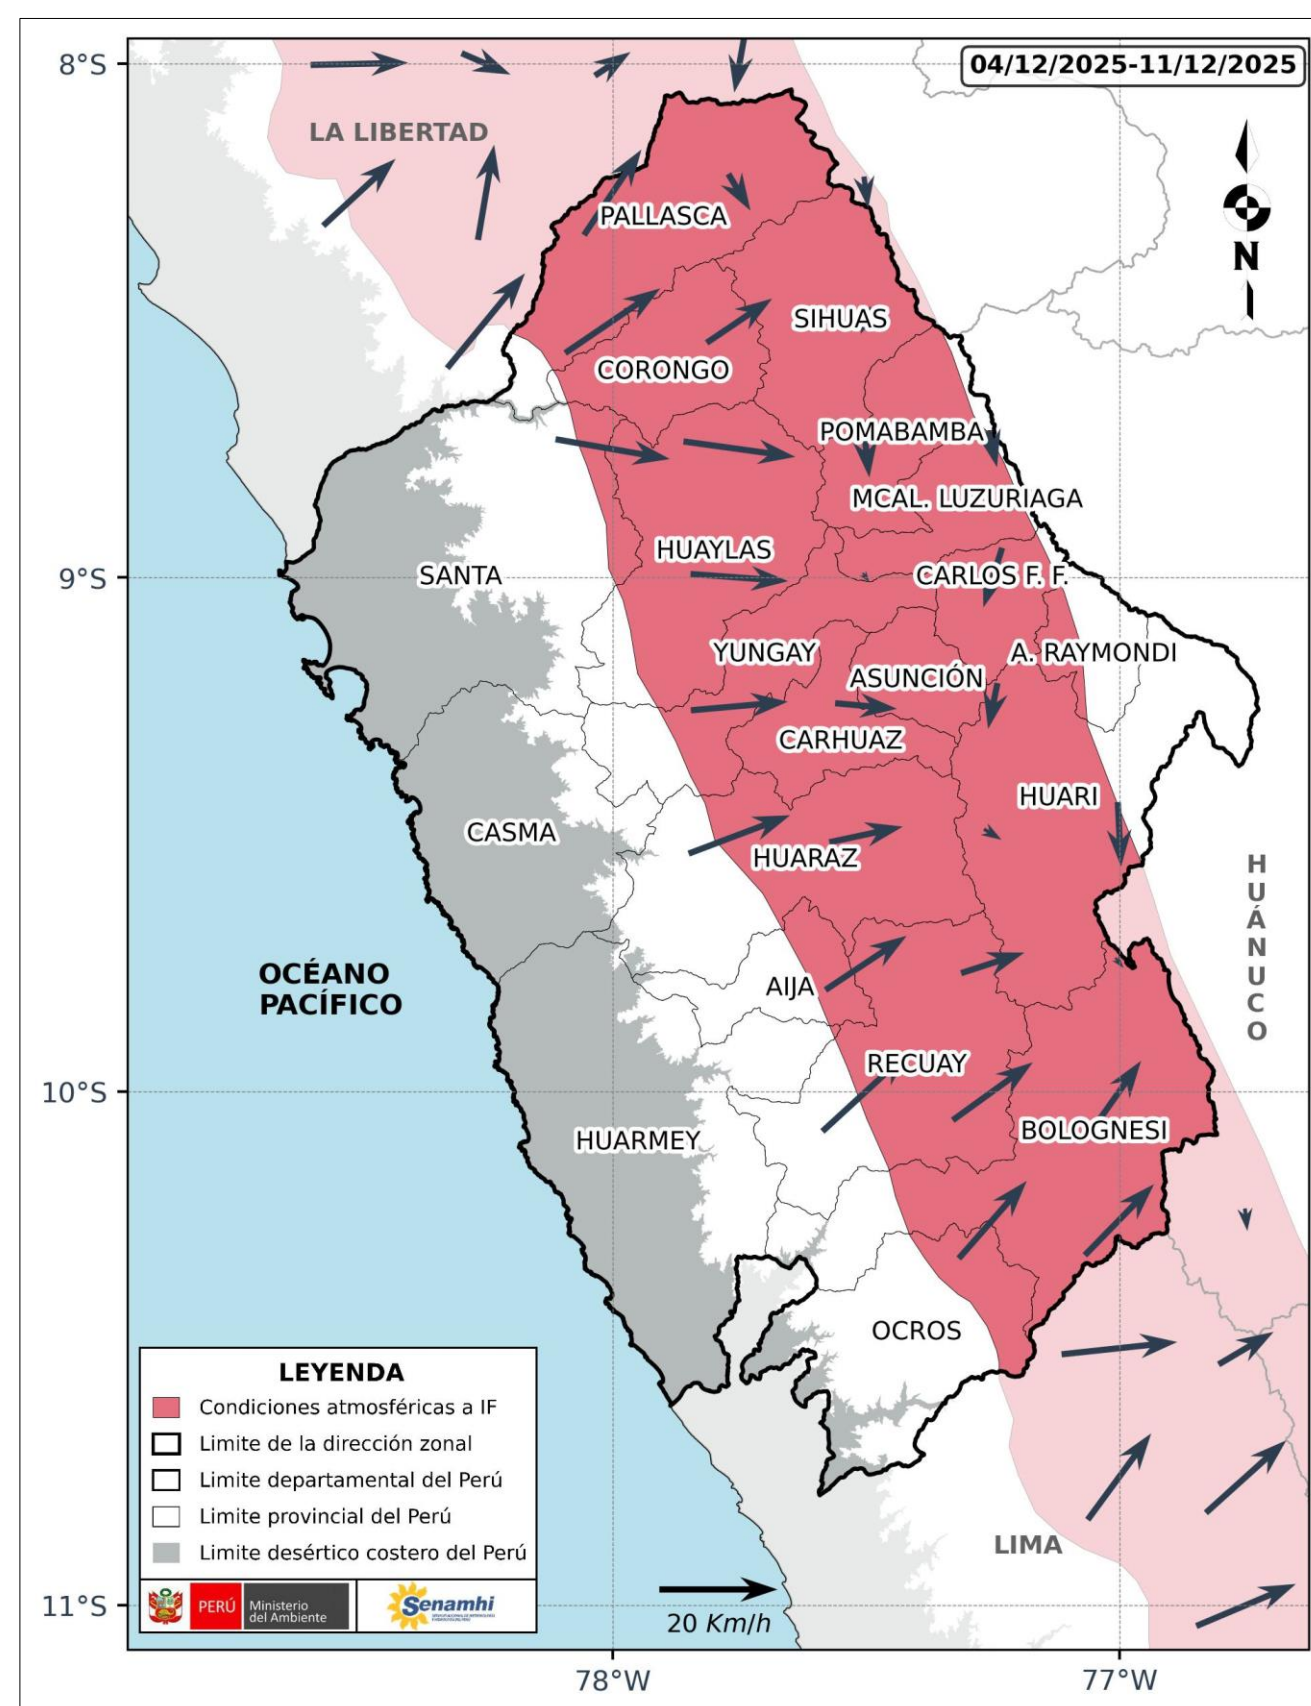 8°S
04/12/2025-11/12/2025
LA LIBERTAD
PALLASCA
N
SIHUAS
CORONGO
POMABAMBA
MCAL. LUZURIAGA
HUAYLAS
SANTA
CARLOS F. F.
9°S
YUNGAY
A. RAYMONDI
ASUNCIÓN
CARHUAZ
HUARI
CASMA
HUARAZ
HUÁNUCO
OCÉANO
PACÍFICO
AIJA
RECUAY
10°S
BOLOGNESI
HUARMEY
OCROS
LEYENDA
Condiciones atmosféricas a IF
Limite de la dirección zonal
Limite departamental del Perú
Limite provincial del Perú
Limite desértico costero del Perú
PERÚ
Ministerio
del Ambiente
Senamhi
LIMA
20 Km/h
11°S
78°W
77°W